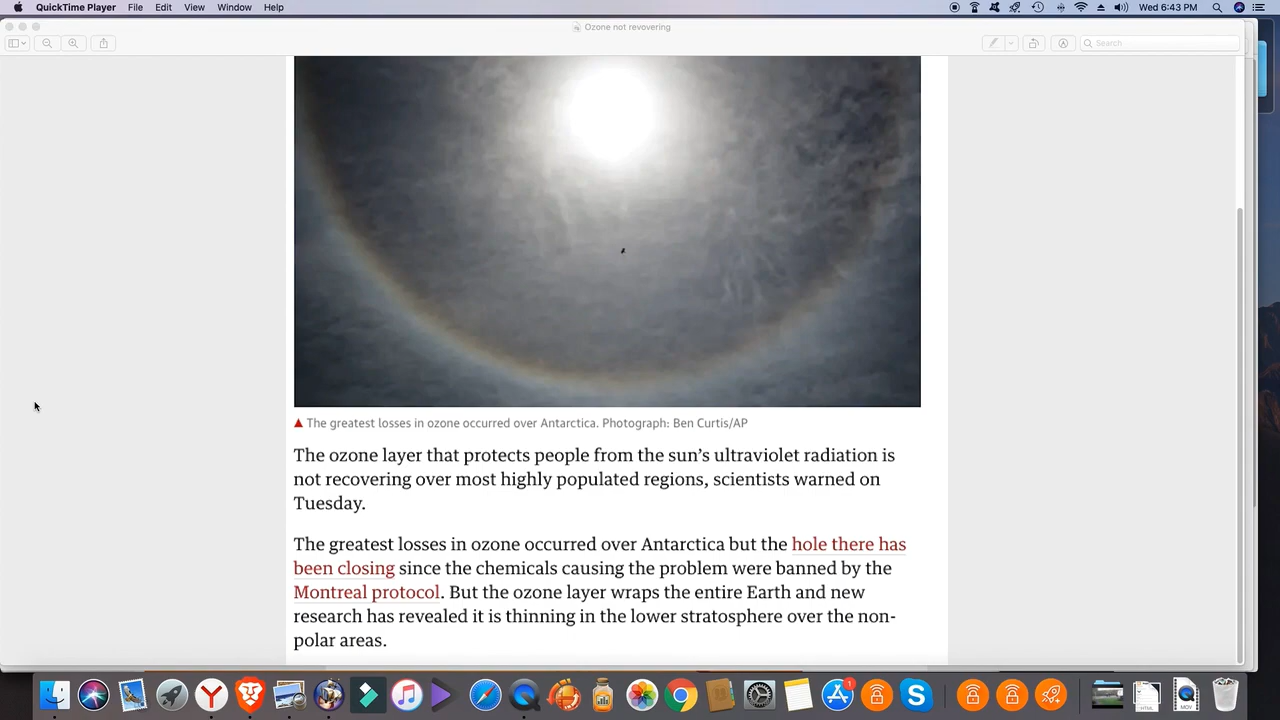 QuickTime Player File Edit View Window Help Wed 6:43 PM
Ozone not revovering
Search
The greatest losses in ozone occurred over Antarctica. Photograph: Ben Curtis/AP
The ozone layer that protects people from the sun’s ultraviolet radiation is
not recovering over most highly populated regions, scientists warned on
Tuesday.
The greatest losses in ozone occurred over Antarctica but the hole there has
been closing since the chemicals causing the problem were banned by the
Montreal protocol. But the ozone layer wraps the entire Earth and new
research has revealed it is thinning in the lower stratosphere over the non-
polar areas.
1
HTML
MOV